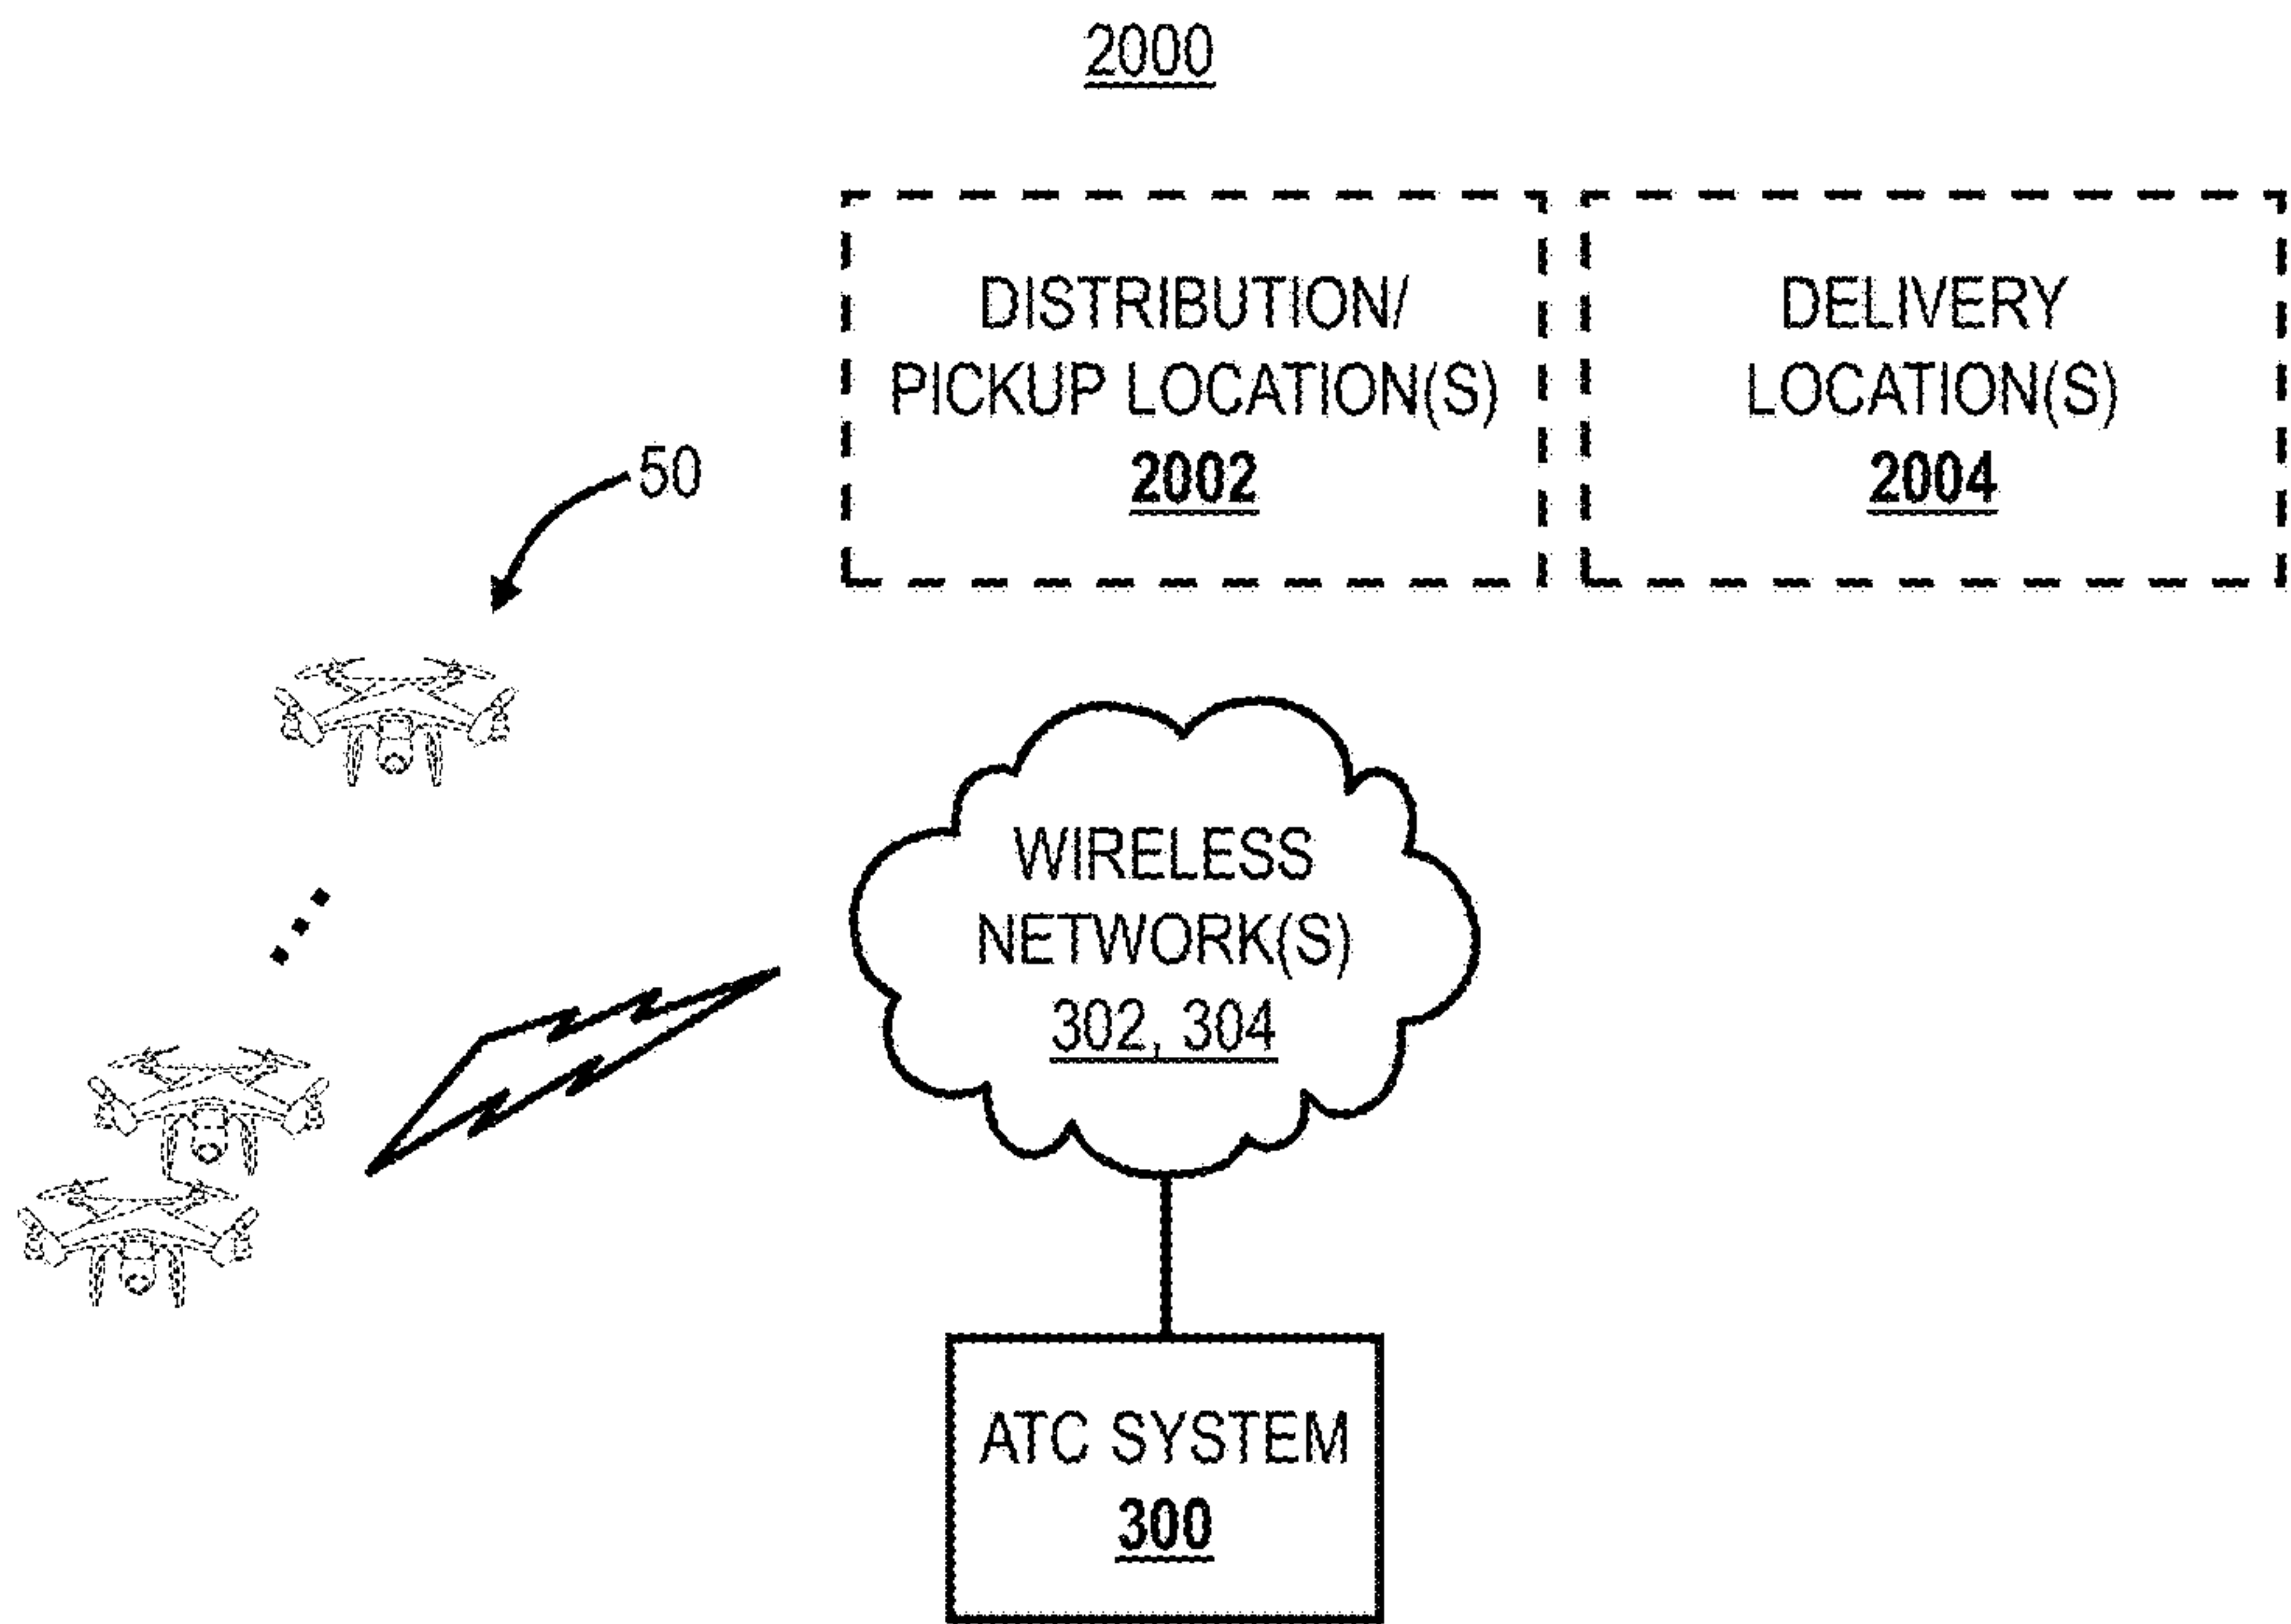 2000
DISTRIBUTION/
PICKUP LOCATION(S)
2002
DELIVERY
LOCATION(S)
2004
50
WIRELESS
NETWORK(S)
302, 304
ATC SYSTEM
300